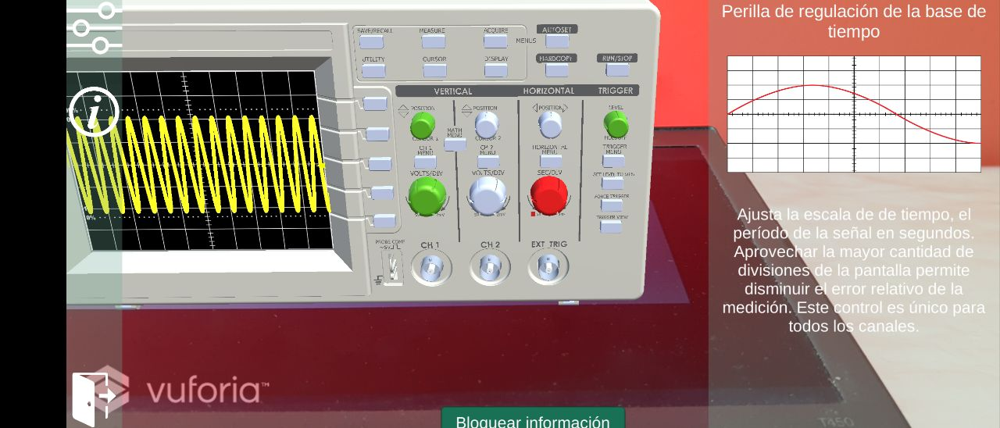 SAVE/RECALL
MEASURE
ACQUIRE
MENUS
AUTOSET
UTILITY
CURSOR
DISPLAY
HARDCOPY
RUN/STOP
VERTICAL
HORIZONTAL
TRIGGER
POSITION
POSITION
POSITION
LEVEL
CURSOR 1
MATH
MENU
CURSOR 2
HOLDOFF
CH 1
MENU
CH 2
MENU
HORIZONTAL
MENU
TRIGGER
MENU
VOLTS/DIV
VOLTS/DIV
SEC/DIV
SET LEVEL TO 50%
FORCE TRIGGER
TRIGGER VIEW
PROBE COMP
~5V
CH 1
CH 2
EXT TRIG
i
0%
vuforia™
T450
Bloquear información
Perilla de regulación de la base de
tiempo
Ajusta la escala de de tiempo, el
período de la señal en segundos.
Aprovechar la mayor cantidad de
divisiones de la pantalla permite
disminuir el error relativo de la
medición. Este control es único para
todos los canales.